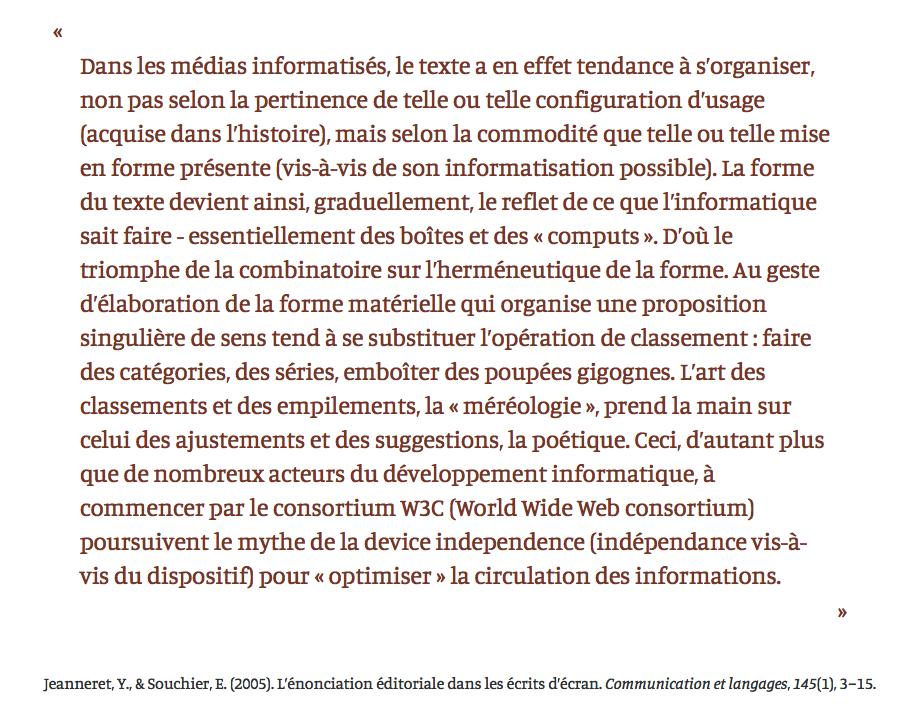 «
Dans les médias informatisés, le texte a en effet tendance à s’organiser,
non pas selon la pertinence de telle ou telle configuration d’usage
(acquise dans l’histoire), mais selon la commodité que telle ou telle mise
en forme présente (vis-à-vis de son informatisation possible). La forme
du texte devient ainsi, graduellement, le reflet de ce que l’informatique
sait faire - essentiellement des boîtes et des « computs ». D’où le
triomphe de la combinatoire sur l’herméneutique de la forme. Au geste
d’élaboration de la forme matérielle qui organise une proposition
singulière de sens tend à se substituer l’opération de classement : faire
des catégories, des séries, emboîter des poupées gigognes. L’art des
classements et des empilements, la « méréologie », prend la main sur
celui des ajustements et des suggestions, la poétique. Ceci, d’autant plus
que de nombreux acteurs du développement informatique, à
commencer par le consortium W3C (World Wide Web consortium)
poursuivent le mythe de la device independence (indépendance vis-à-
vis du dispositif) pour « optimiser » la circulation des informations.
»
Jeanneret, Y., & Souchier, E. (2005). L’énonciation éditoriale dans les écrits d’écran. Communication et langages, 145(1), 3–15.